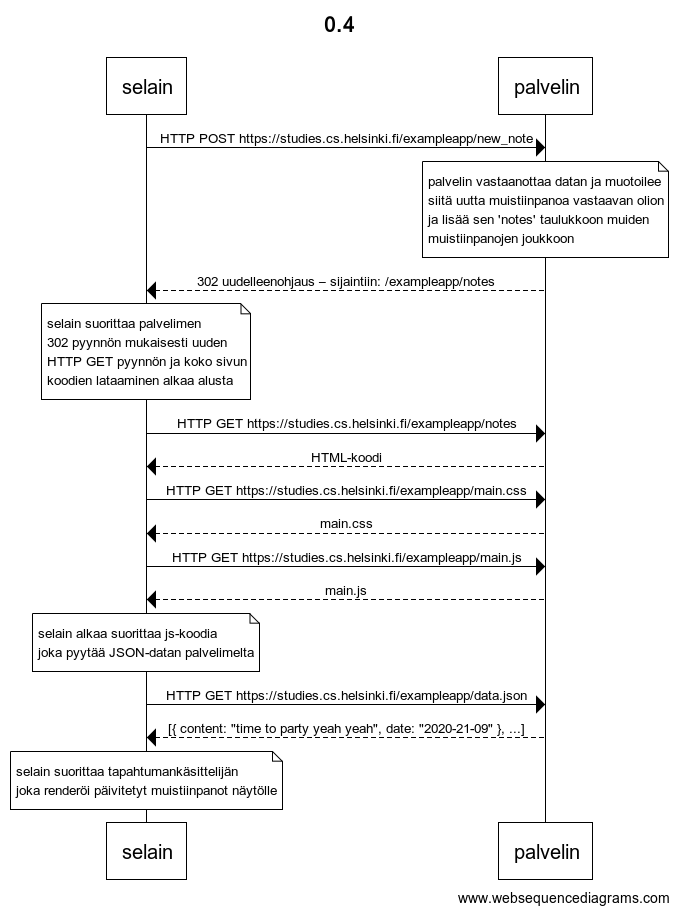 0.4
selain
palvelin
HTTP POST https://studies.cs.helsinki.fi/exampleapp/new_note
palvelin vastaanottaa datan ja muotoilee
siitä uutta muistiinpanoa vastaavan olion
ja lisää sen 'notes' taulukkoon muiden
muistiinpanojen joukkoon
302 uudelleenohjaus – sijaintiin: /exampleapp/notes
selain suorittaa palvelimen
302 pyynnön mukaisesti uuden
HTTP GET pyynnön ja koko sivun
koodien lataaminen alkaa alusta
HTTP GET https://studies.cs.helsinki.fi/exampleapp/notes
HTML-koodi
HTTP GET https://studies.cs.helsinki.fi/exampleapp/main.css
main.css
HTTP GET https://studies.cs.helsinki.fi/exampleapp/main.js
main.js
selain alkaa suorittaa js-koodia
joka pyytää JSON-datan palvelimelta
HTTP GET https://studies.cs.helsinki.fi/exampleapp/data.json
[{ content: "time to party yeah yeah", date: "2020-21-09" }, ...]
selain suorittaa tapahtumankäsittelijän
joka renderöi päivitetyt muistiinpanot näytölle
selain
palvelin
www.websequencediagrams.com